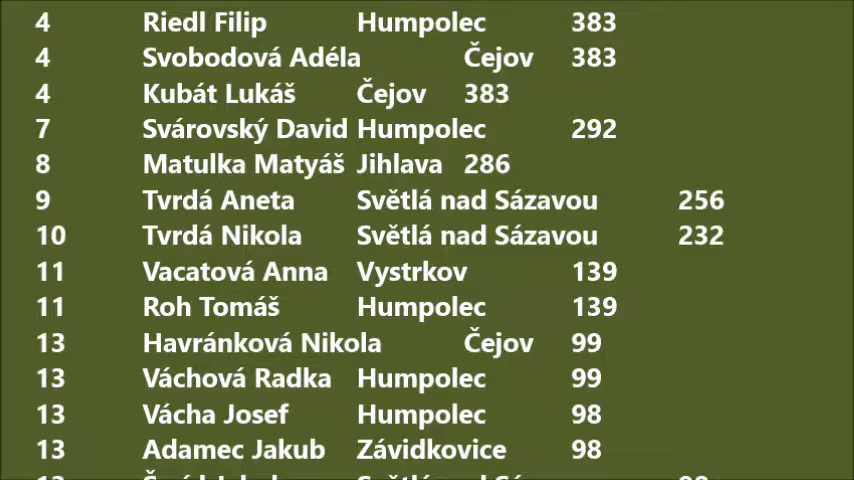 4 Riedl Filip Humpolec 383
4 Svobodová Adéla Čejov 383
4 Kubát Lukáš Čejov 383
7 Svárovský David Humpolec 292
8 Matulka Matyáš Jihlava 286
9 Tvrdá Aneta Světlá nad Sázavou 256
10 Tvrdá Nikola Světlá nad Sázavou 232
11 Vacatová Anna Vystrkov 139
11 Roh Tomáš Humpolec 139
13 Havránková Nikola Čejov 99
13 Váchová Radka Humpolec 99
13 Vácha Josef Humpolec 98
13 Adamec Jakub Závidkovice 98